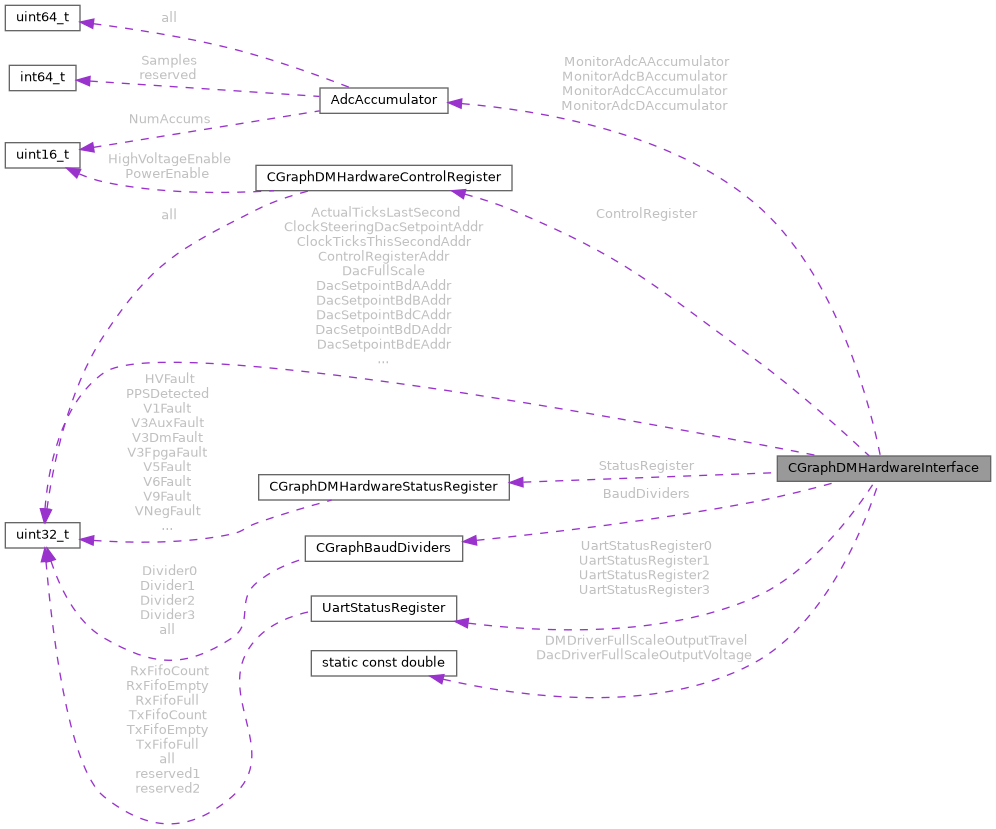 uint64_t
all
int64_t
Samples
reserved
AdcAccumulator
MonitorAdcAAccumulator
MonitorAdcBAccumulator
MonitorAdcCAccumulator
MonitorAdcDAccumulator
NumAccums
uint16_t
HighVoltageEnable
PowerEnable
CGraphDMHardwareControlRegister
all
ControlRegister
ActualTicksLastSecond
ClockSteeringDacSetpointAddr
ClockTicksThisSecondAddr
ControlRegisterAddr
DacFullScale
DacSetpointBdAAddr
DacSetpointBdBAddr
DacSetpointBdCAddr
DacSetpointBdDAddr
DacSetpointBdEAddr
...
HVFault
PPSDetected
V1Fault
V3AuxFault
V3DmFault
V3FpgaFault
V5Fault
V6Fault
V9Fault
VNegFault
...
CGraphDMHardwareInterface
StatusRegister
CGraphDMHardwareStatusRegister
BaudDividers
uint32_t
CGraphBaudDividers
UartStatusRegister0
UartStatusRegister1
UartStatusRegister2
UartStatusRegister3
Divider0
Divider1
Divider2
Divider3
all
UartStatusRegister
DMDriverFullScaleOutputTravel
DacDriverFullScaleOutputVoltage
static const double
RxFifoCount
RxFifoEmpty
RxFifoFull
TxFifoCount
TxFifoEmpty
TxFifoFull
all
reserved1
reserved2